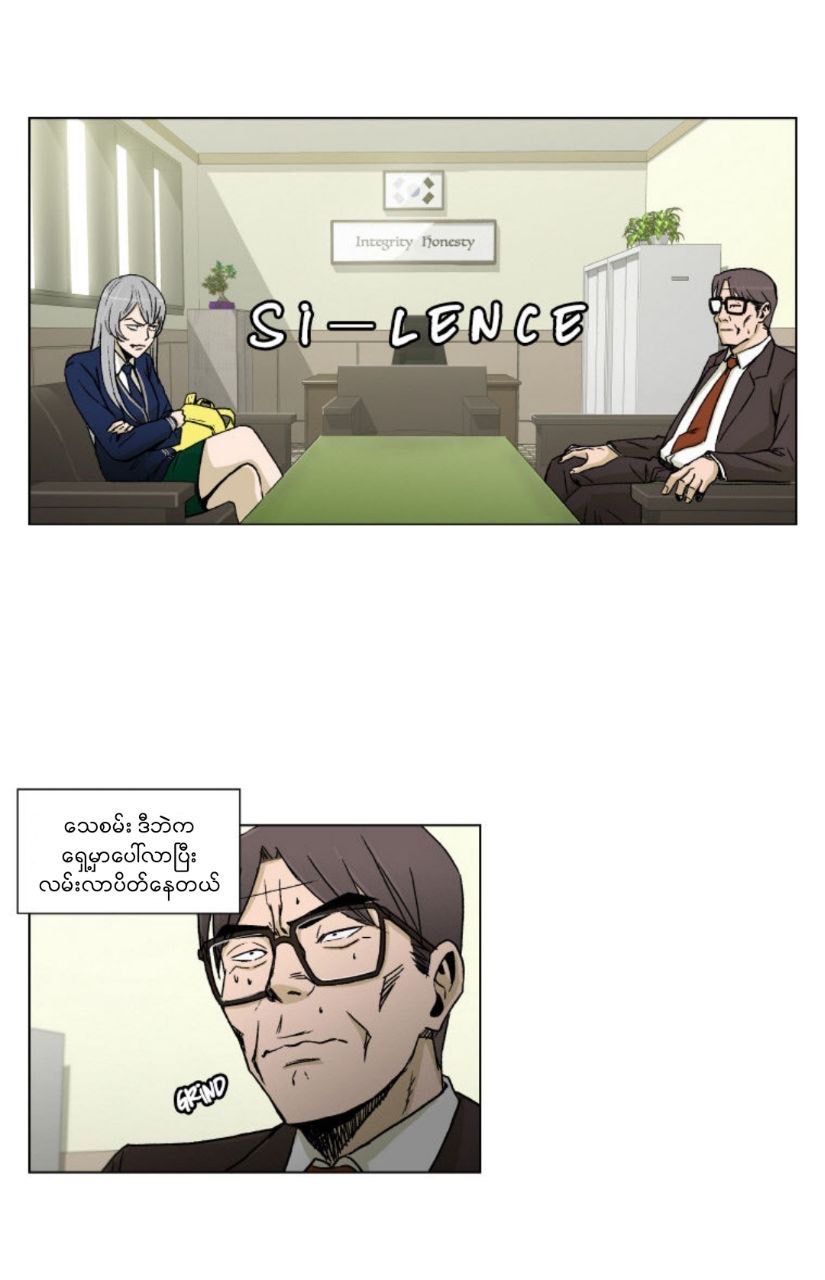 Integrity Honesty
Si—LENCE
သေစမ်း ဒီဘဲက
ရှေ့မှာပေါ်လာပြီး
လမ်းလာပိတ်နေတယ်
GRIND